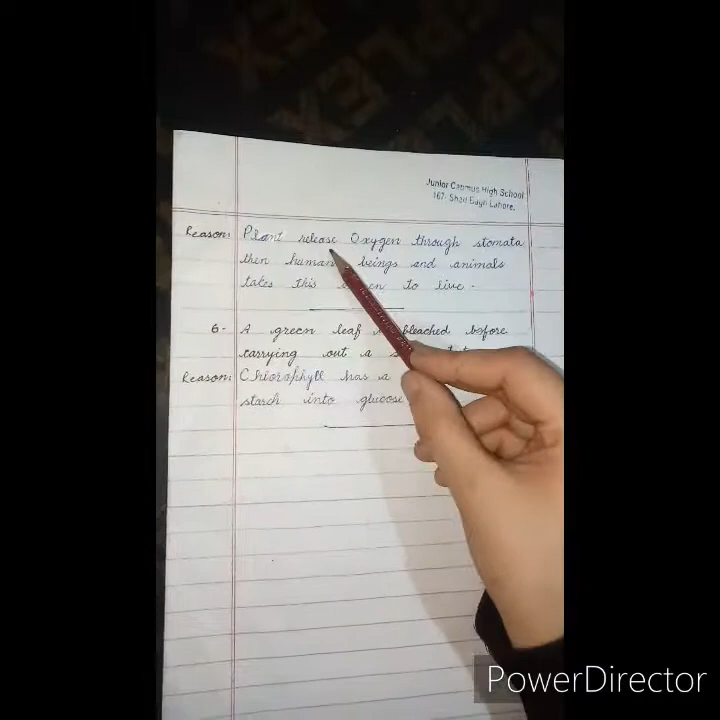 Junior Campus High School
167- Shad Bagh Lahore.
Reason: Plant release Oxygen through stomata
then human beings and animals
takes this to live.
6- A green leaf bleached before
carrying out a
Reason: Chlorophyll has a
starch into glucose
PowerDirector